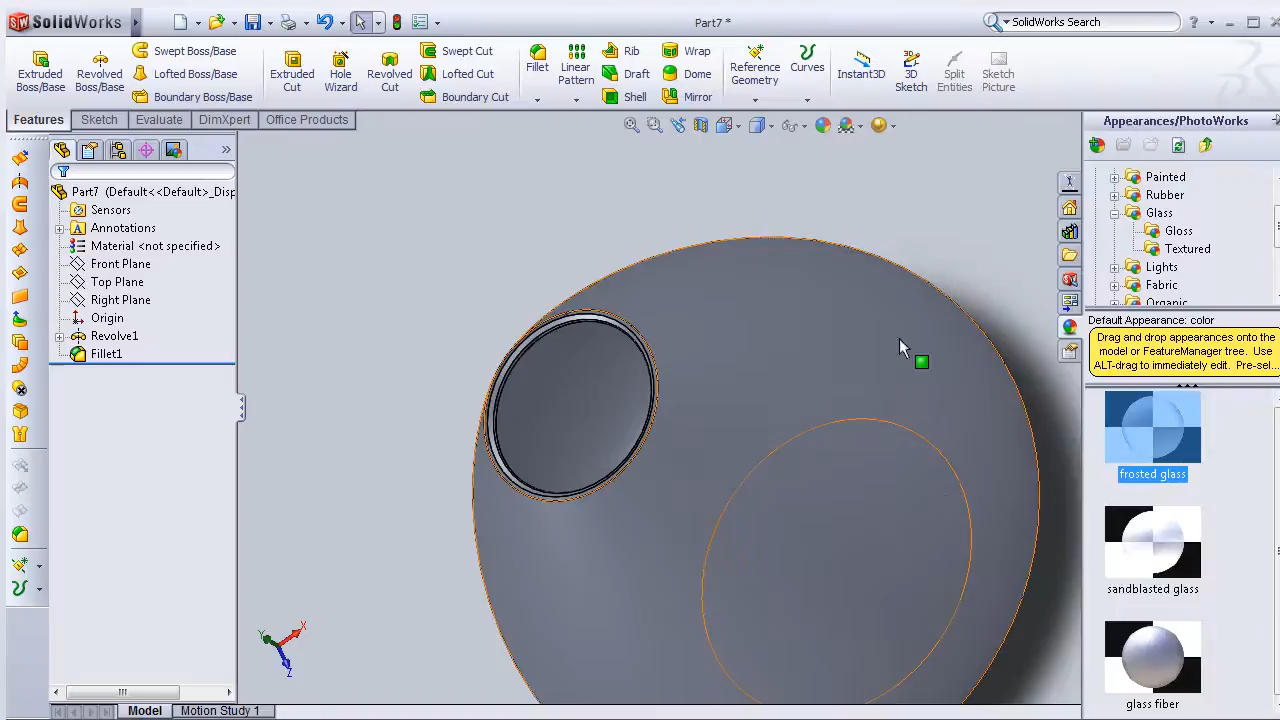 SolidWorks
Part7 *
SolidWorks Search
Extruded Boss/Base
Revolved Boss/Base
Swept Boss/Base
Lofted Boss/Base
Boundary Boss/Base
Extruded Cut
Hole Wizard
Revolved Cut
Swept Cut
Lofted Cut
Boundary Cut
Fillet
Linear Pattern
Rib
Draft
Shell
Wrap
Dome
Mirror
Reference Geometry
Curves
Instant3D
3D Sketch
Split Entities
Sketch Picture
Features
Sketch
Evaluate
DimXpert
Office Products
Part7 (Default<<Default>_Disp
Sensors
Annotations
Material <not specified>
Front Plane
Top Plane
Right Plane
Origin
Revolve1
Fillet1
X
Y
Z
Model
Motion Study 1
Appearances/PhotoWorks
Painted
Rubber
Glass
Gloss
Textured
Lights
Fabric
Organic
Default Appearance: color
Drag and drop appearances onto the
model or FeatureManager tree. Use
ALT-drag to immediately edit. Pre-sel...
frosted glass
sandblasted glass
glass fiber